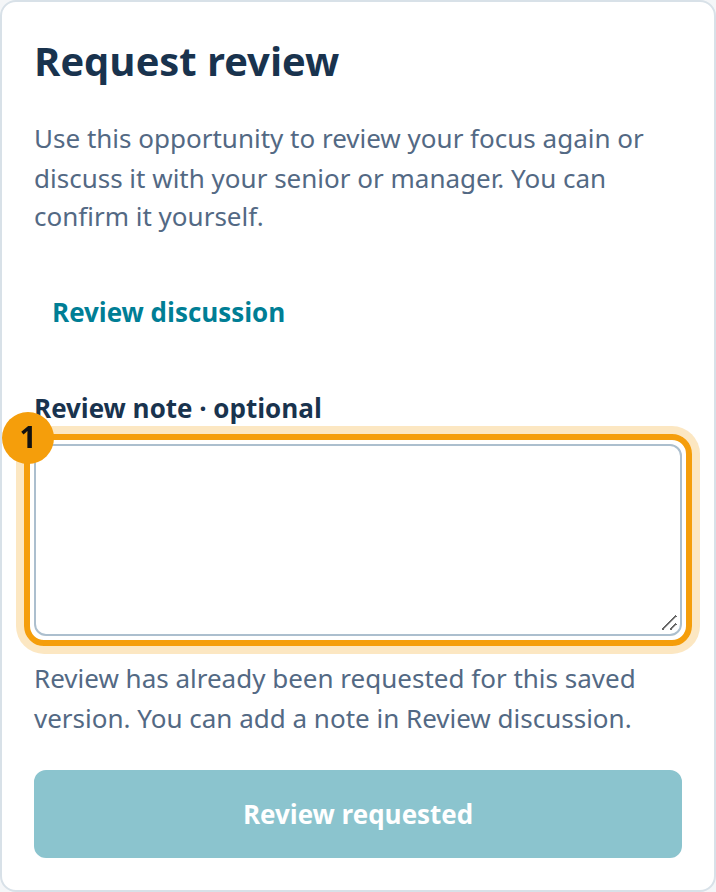 Request review
Use this opportunity to review your focus again or
discuss it with your senior or manager. You can
confirm it yourself.
Review discussion
Review note · optional
1
Review has already been requested for this saved
version. You can add a note in Review discussion.
Review requested